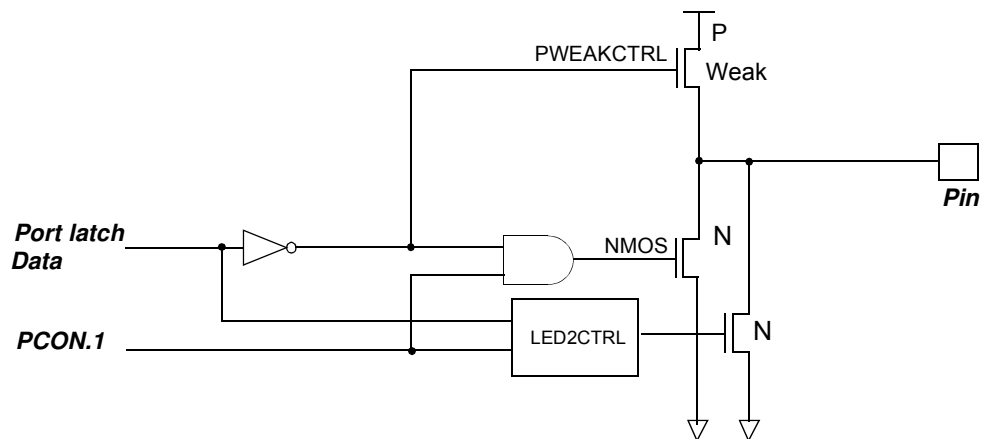 P
PWEAKCTRL
Weak
Pin
Port latch
Data
NMOS
N
PCON.1
LED2CTRL
N